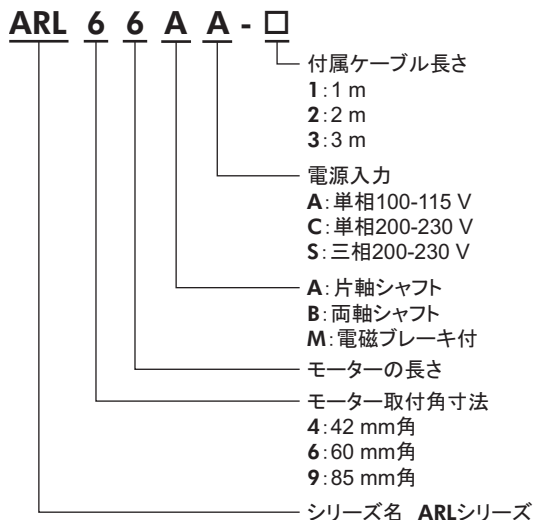 ARL 6 6 A A - □
付属ケーブル長さ
1:1 m
2:2 m
3:3 m
電源入力
A:単相100-115 V
C:単相200-230 V
S:三相200-230 V
A:片軸シャフト
B:両軸シャフト
M:電磁ブレーキ付
モーターの長さ
モーター取付角寸法
4:42 mm角
6:60 mm角
9:85 mm角
シリーズ名 ARLシリーズ